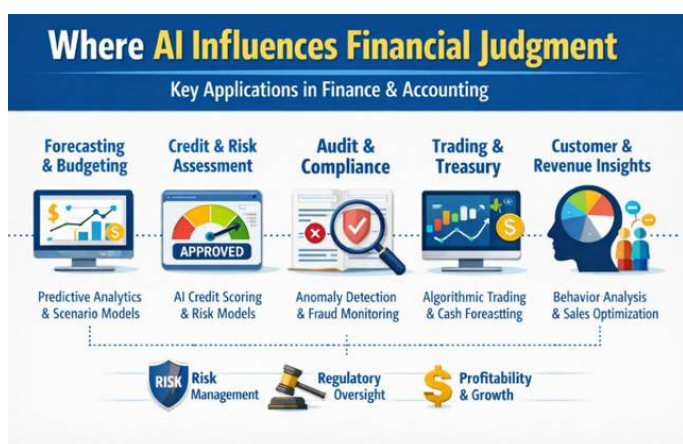 Where AI Influences Financial Judgment
Key Applications in Finance & Accounting
Forecasting
& Budgeting
Credit & Risk
Assessment
Audit &
Compliance
Trading &
Treasury
Customer &
Revenue Insights
$
$
APPROVED
$
Predictive Analytics
& Scenario Models
AI Credit Scoring
& Risk Models
Anomaly Detection
& Fraud Monitoring
Algorithmic Trading
& Cash Foreastting
Behavior Analysis
& Sales Optimization
RISK
Risk
Management
Regulatory
Oversight
$
Profitability
& Growth